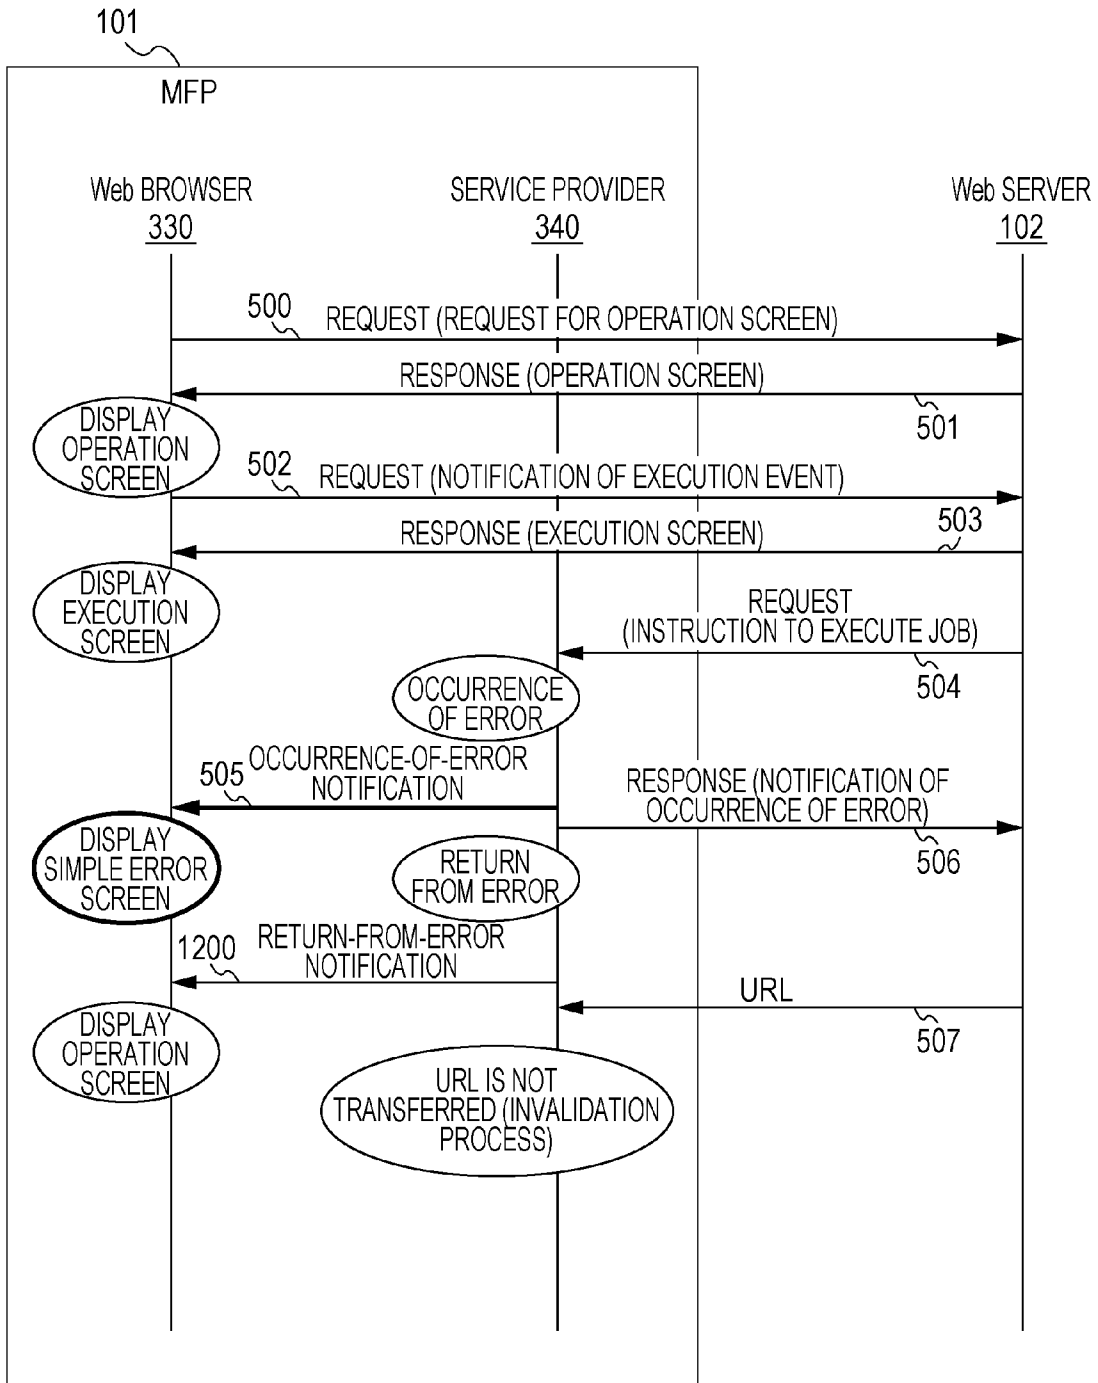 101
MFP
Web BROWSER
330
SERVICE PROVIDER
340
Web SERVER
102
500
REQUEST (REQUEST FOR OPERATION SCREEN)
RESPONSE (OPERATION SCREEN)
501
DISPLAY
OPERATION
SCREEN
502
REQUEST (NOTIFICATION OF EXECUTION EVENT)
RESPONSE (EXECUTION SCREEN)
503
DISPLAY
EXECUTION
SCREEN
REQUEST
(INSTRUCTION TO EXECUTE JOB)
504
OCCURRENCE
OF ERROR
OCCURRENCE-OF-ERROR
NOTIFICATION
505
RESPONSE (NOTIFICATION OF
OCCURRENCE OF ERROR)
506
DISPLAY
SIMPLE ERROR
SCREEN
RETURN
FROM ERROR
1200
RETURN-FROM-ERROR
NOTIFICATION
URL
507
DISPLAY
OPERATION
SCREEN
URL IS NOT
TRANSFERRED (INVALIDATION
PROCESS)